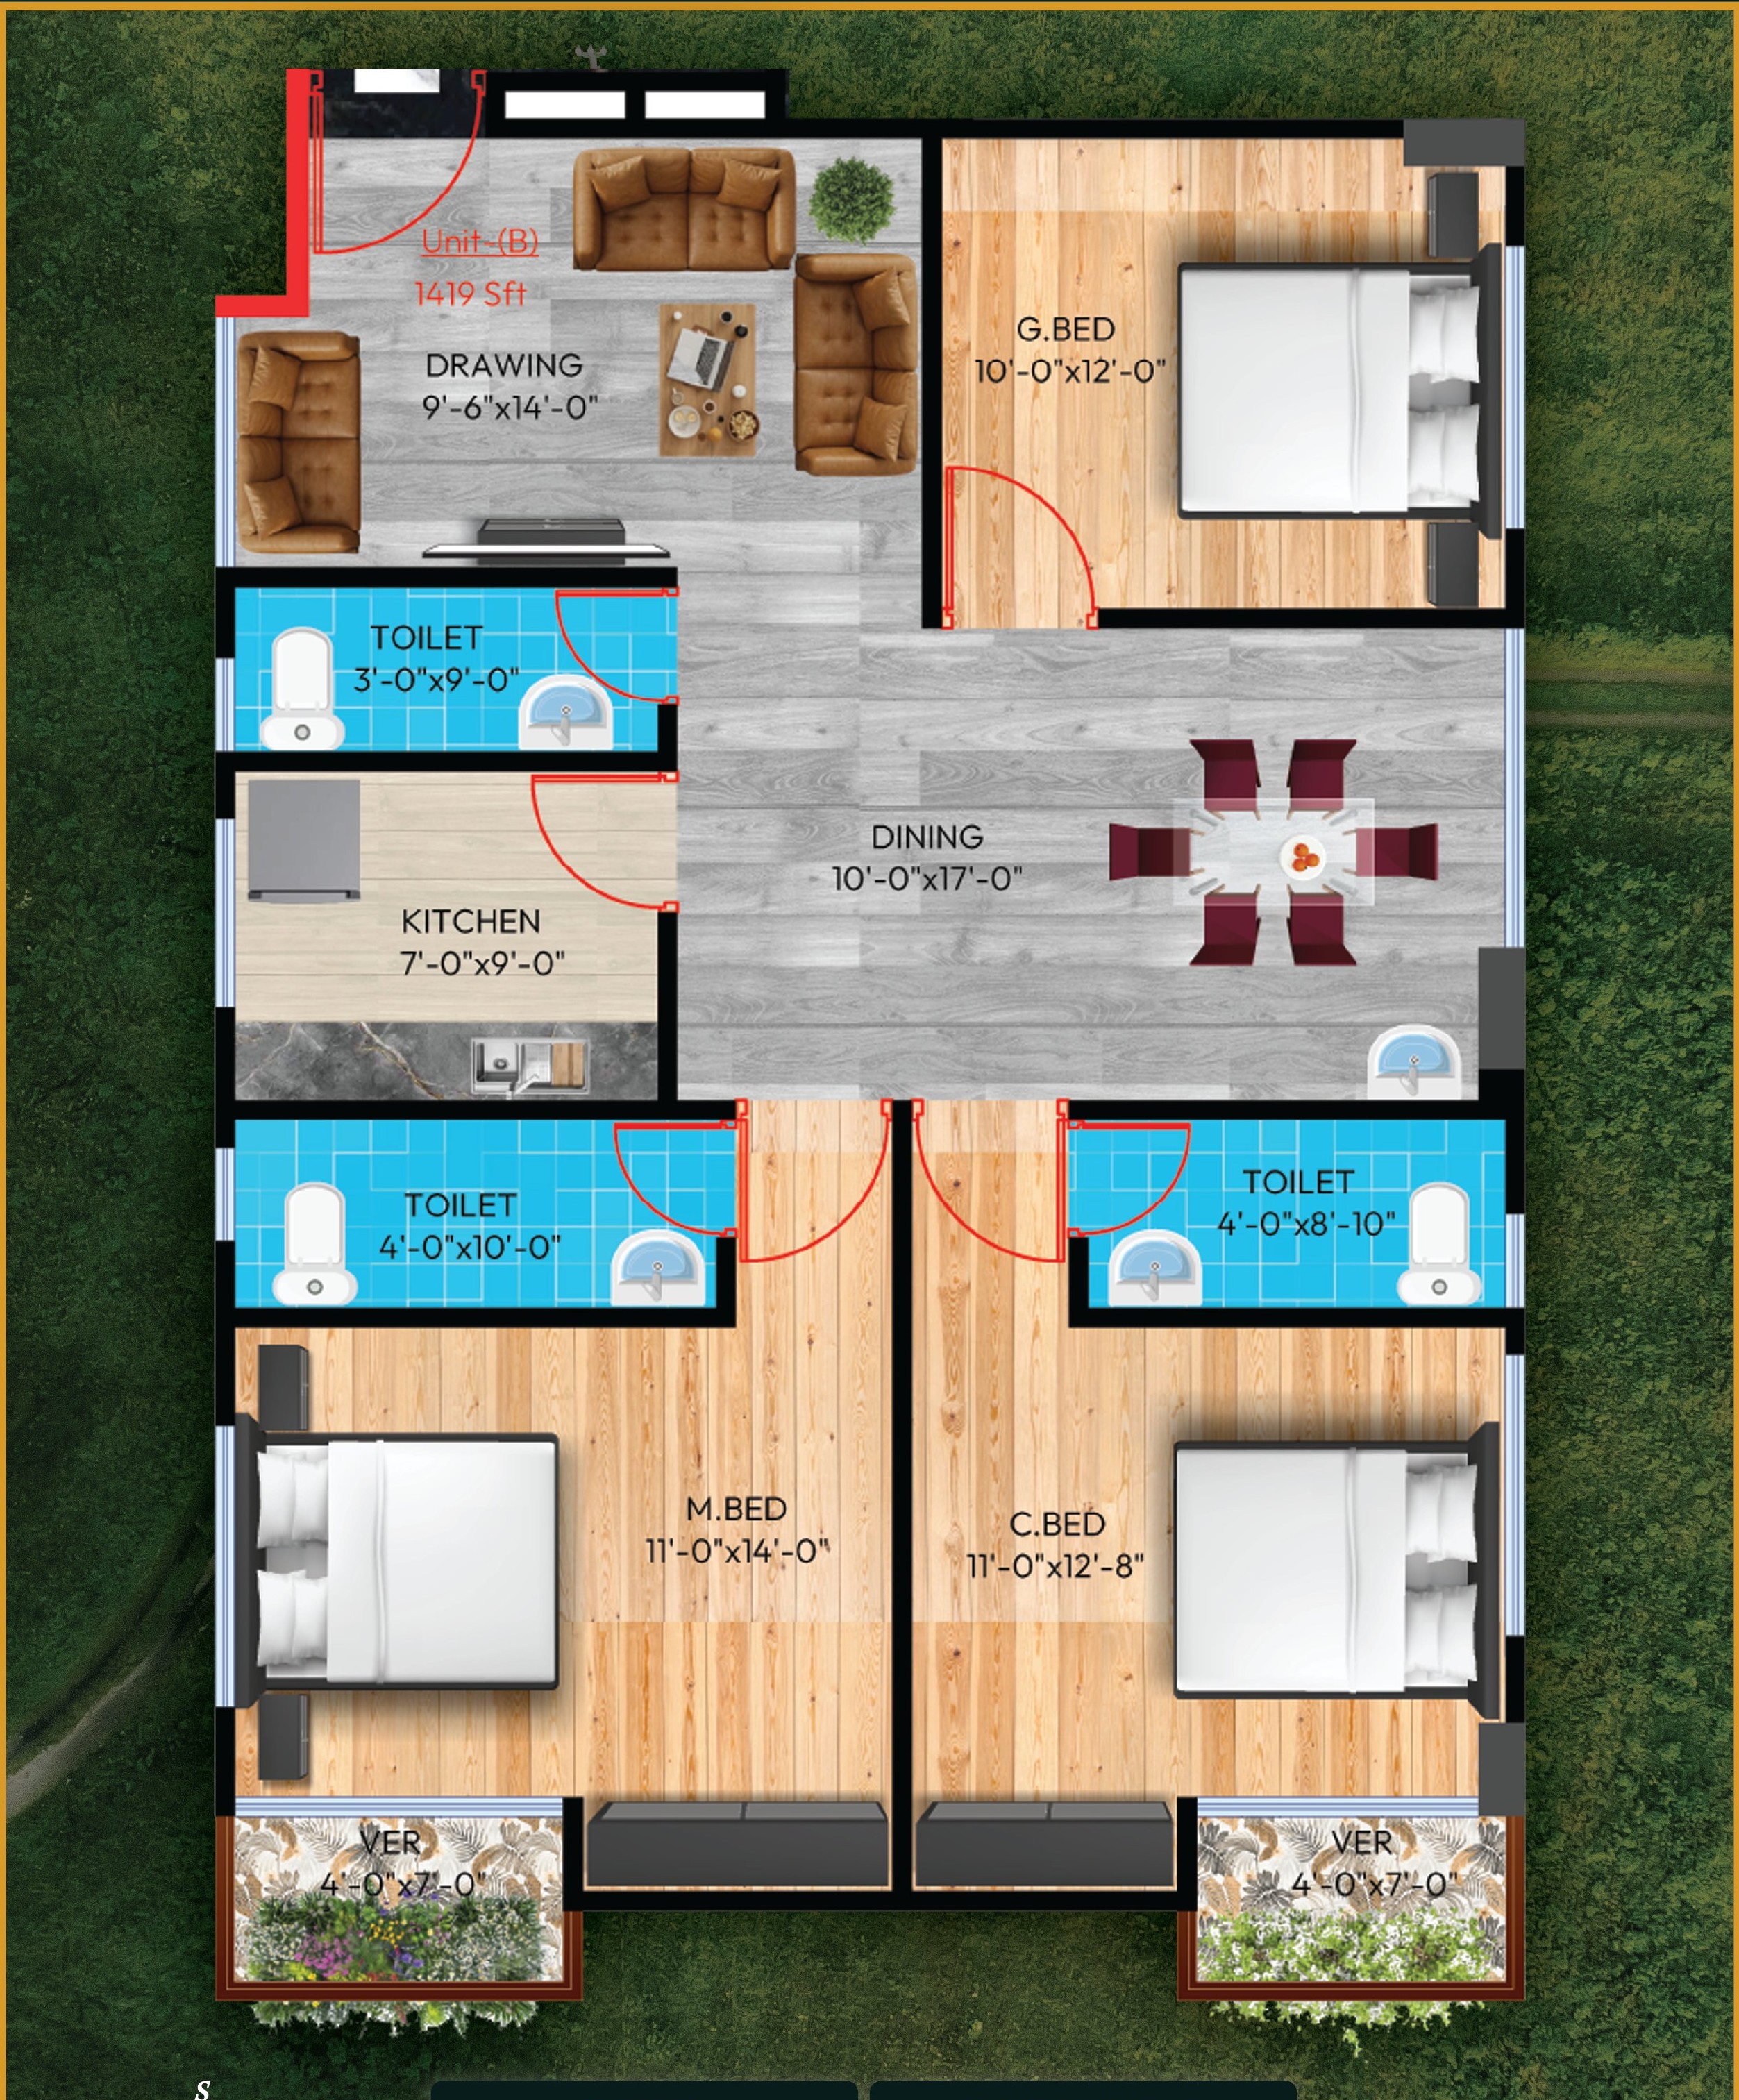 Unit-(B)
1419 Sft
DRAWING
9'-6"x14'-0"
G.BED
10'-0"x12'-0"
TOILET
3'-0"x9'-0"
DINING
10'-0"x17'-0"
KITCHEN
7'-0"x9'-0"
TOILET
4'-0"x10'-0"
TOILET
4'-0"x8'-10"
M.BED
11'-0"x14'-0"
C.BED
11'-0"x12'-8"
VER
4'-0"x7'-0"
VER
4'-0"x7'-0"
s